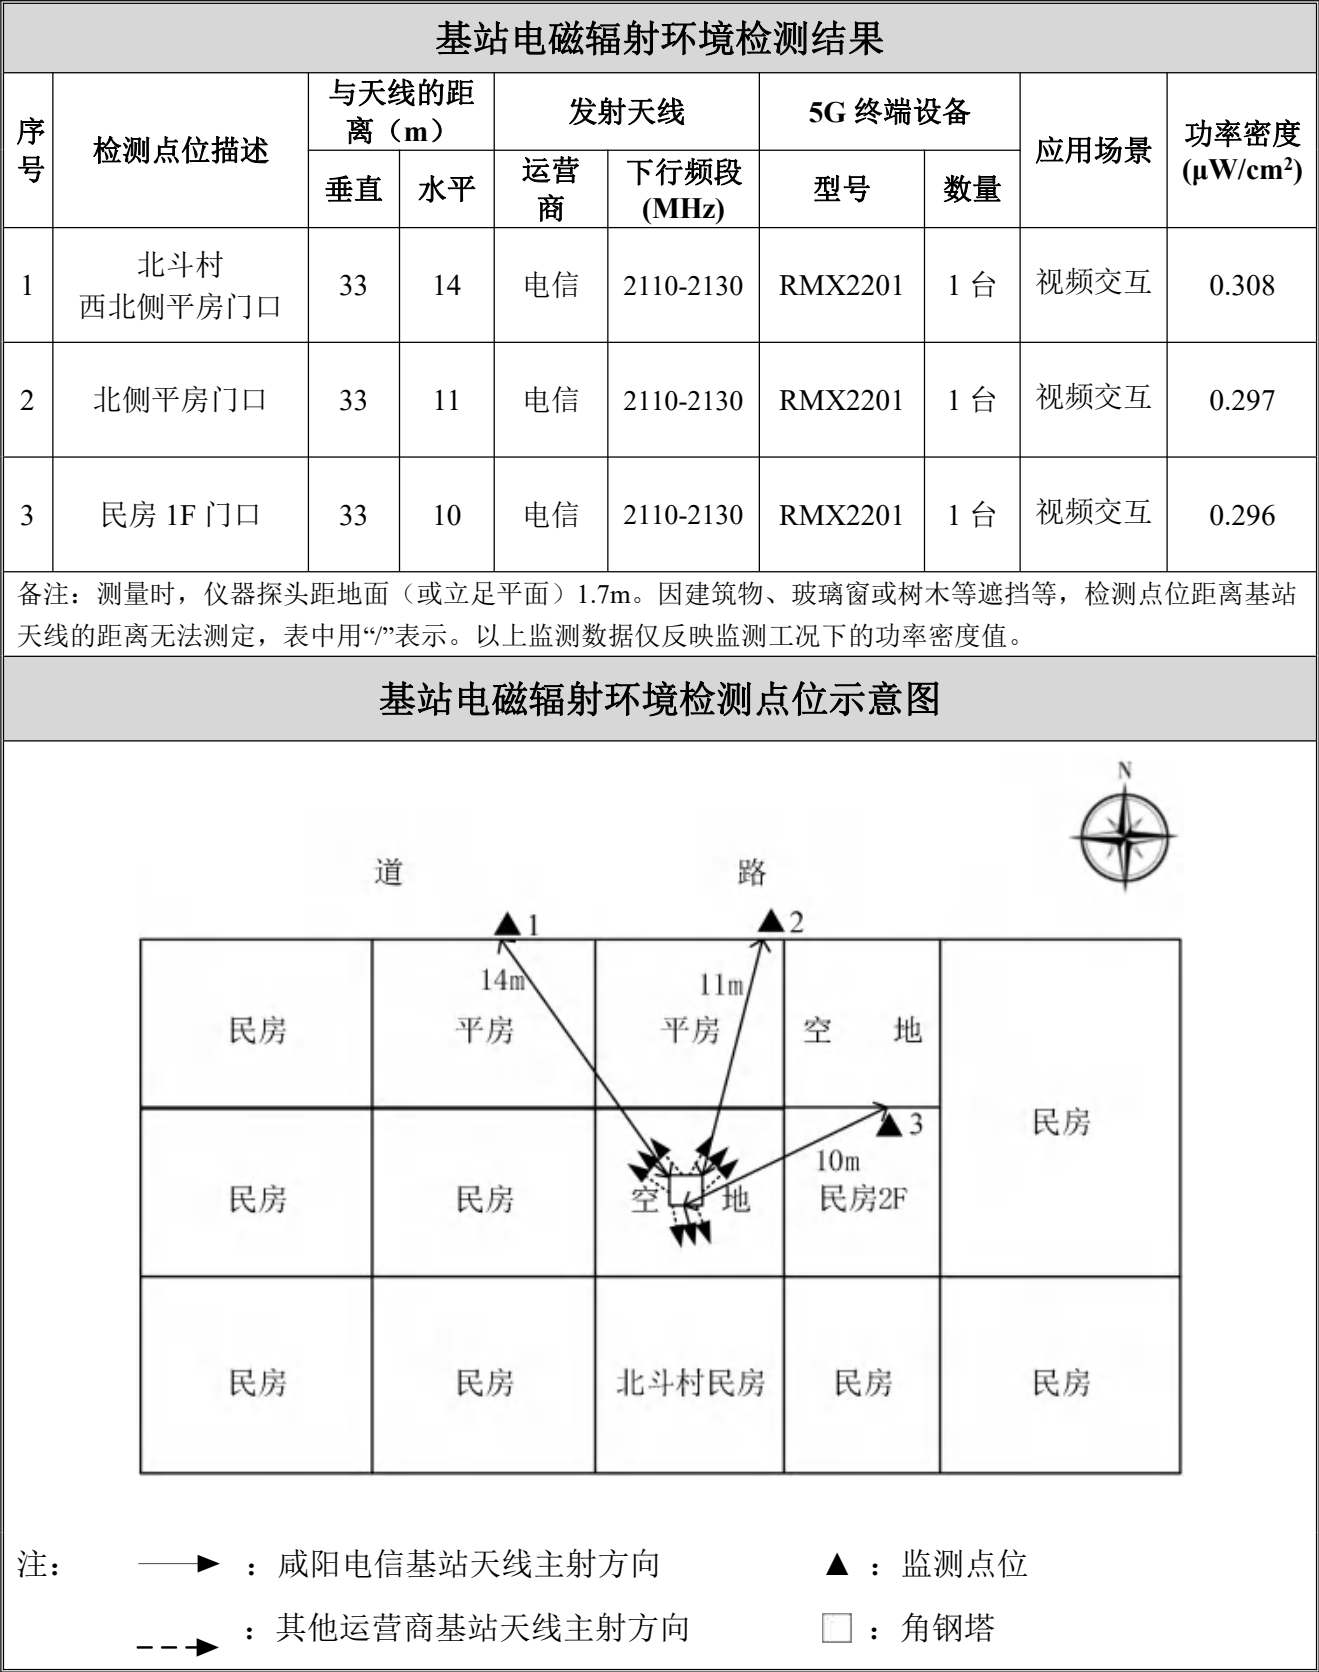 基站电磁辐射环境检测结果
序号 检测点位描述 与天线的距离（m） 发射天线 5G 终端设备 应用场景 功率密度(μW/cm²)
垂直 水平 运营商 下行频段(MHz) 型号 数量
1 北斗村西北侧平房门口 33 14 电信 2110-2130 RMX2201 1 台 视频交互 0.308
2 北侧平房门口 33 11 电信 2110-2130 RMX2201 1 台 视频交互 0.297
3 民房 1F 门口 33 10 电信 2110-2130 RMX2201 1 台 视频交互 0.296
备注：测量时，仪器探头距地面（或立足平面）1.7m。因建筑物、玻璃窗或树木等遮挡等，检测点位距离基站
天线的距离无法测定，表中用“/”表示。以上监测数据仅反映监测工况下的功率密度值。
基站电磁辐射环境检测点位示意图
N
道 路
1 2
14m 11m
民房 平房 平房 空 地
民房
3
10m
民房 民房 空 地 民房2F
民房 民房 北斗村民房 民房 民房
注： ：咸阳电信基站天线主射方向 ▲ ：监测点位
：其他运营商基站天线主射方向 □ ：角钢塔